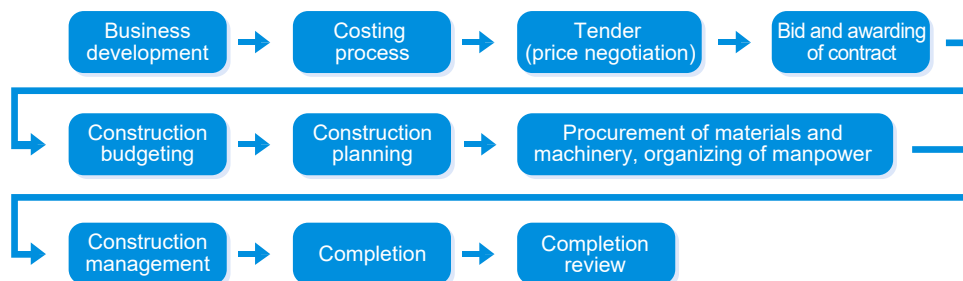 Business
development
Costing
process
Tender
(price negotiation)
Bid and awarding
of contract
Construction
budgeting
Construction
planning
Procurement of materials and
machinery, organizing of manpower
Construction
management
Completion
Completion
review